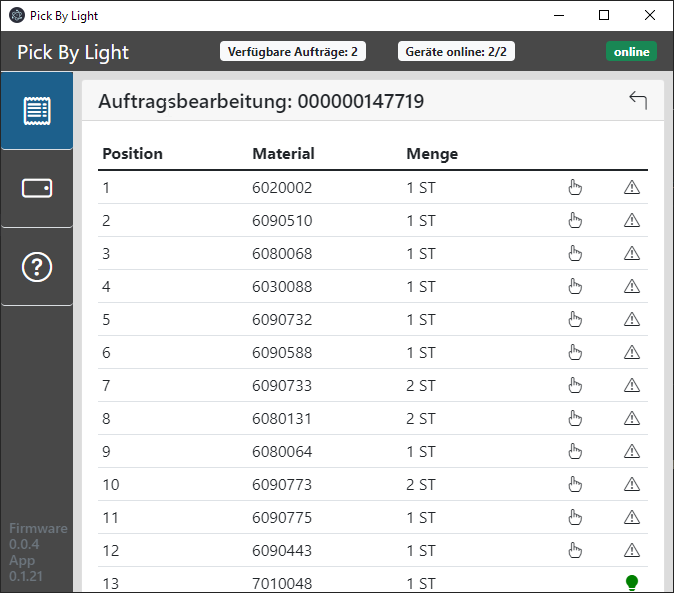 Pick By Light
Pick By Light
Verfügbare Aufträge: 2
Geräte online: 2/2
online
Auftragsbearbeitung: 000000147719
Position Material Menge
1 6020002 1 ST
2 6090510 1 ST
3 6080068 1 ST
4 6030088 1 ST
5 6090732 1 ST
6 6090588 1 ST
7 6090733 2 ST
8 6080131 2 ST
9 6080064 1 ST
10 6090773 2 ST
11 6090775 1 ST
12 6090443 1 ST
13 7010048 1 ST
Firmware
0.0.4
App
0.1.21